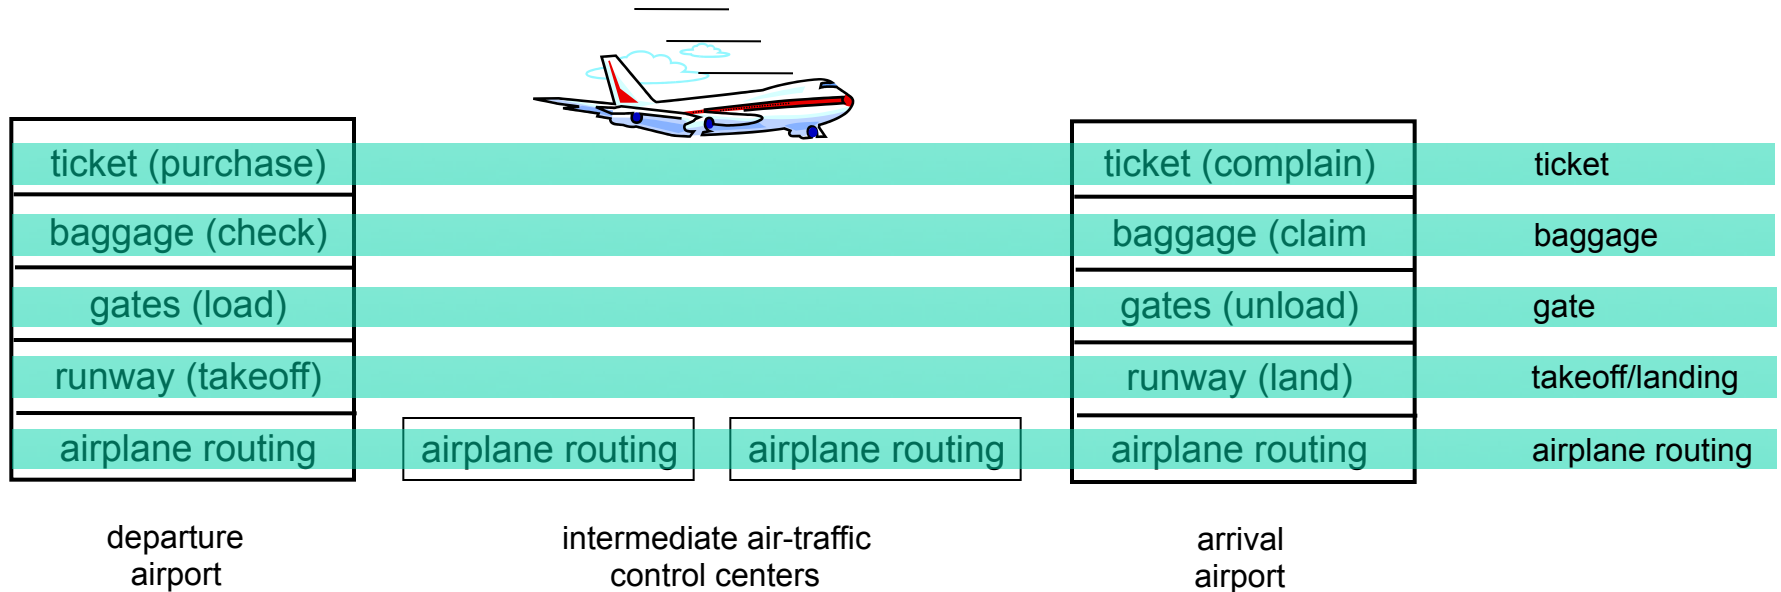 ticket (purchase) ticket (complain) ticket
baggage (check) baggage (claim baggage
gates (load) gates (unload) gate
runway (takeoff) runway (land) takeoff/landing
airplane routing airplane routing airplane routing airplane routing airplane routing
departure
airport
intermediate air-traffic
control centers
arrival
airport